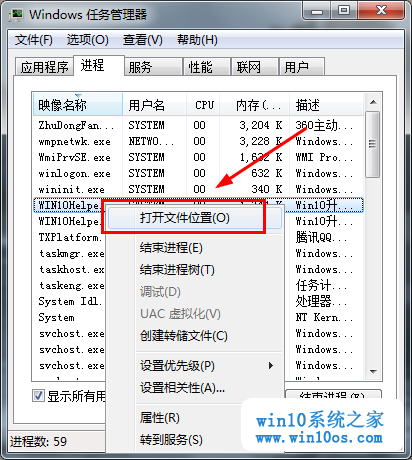 Windows 任务管理器
文件(F) 选项(O) 查看(V) 帮助(H)
应用程序 进程 服务 性能 联网 用户
映像名称 用户名 CPU 内存(... 描述
ZhuDongFan... SYSTEM 00 3,204 K 360主动...
wmpnetwk.exe NETWO... 00 3,228 K Windows...
WmiPrvSE.exe SYSTEM 00 1,632 K WMI Pro...
winlogon.exe SYSTEM 00 632 K Windows...
wininit.exe SYSTEM 00 340 K Windows...
WIN10Helpe... Win10升...
WIN10Helpe... Win10升...
TXPlatform... 腾讯QQ...
taskmgr.exe Windows...
taskhost.exe Windows...
taskeng.exe 任务计...
System Idl... 处理器...
System NT Kern...
svchost.exe Windows...
svchost.exe Windows...
svchost.exe Windows...
svchost.exe Windows...
打开文件位置(O)
结束进程(E)
结束进程树(T)
调试(D)
UAC 虚拟化(V)
创建转储文件(C)
设置优先级(P)
设置相关性(A)...
属性(R)
转到服务(S)
显示所有用
进程数: 59
win10系统之家
www.win10os.com